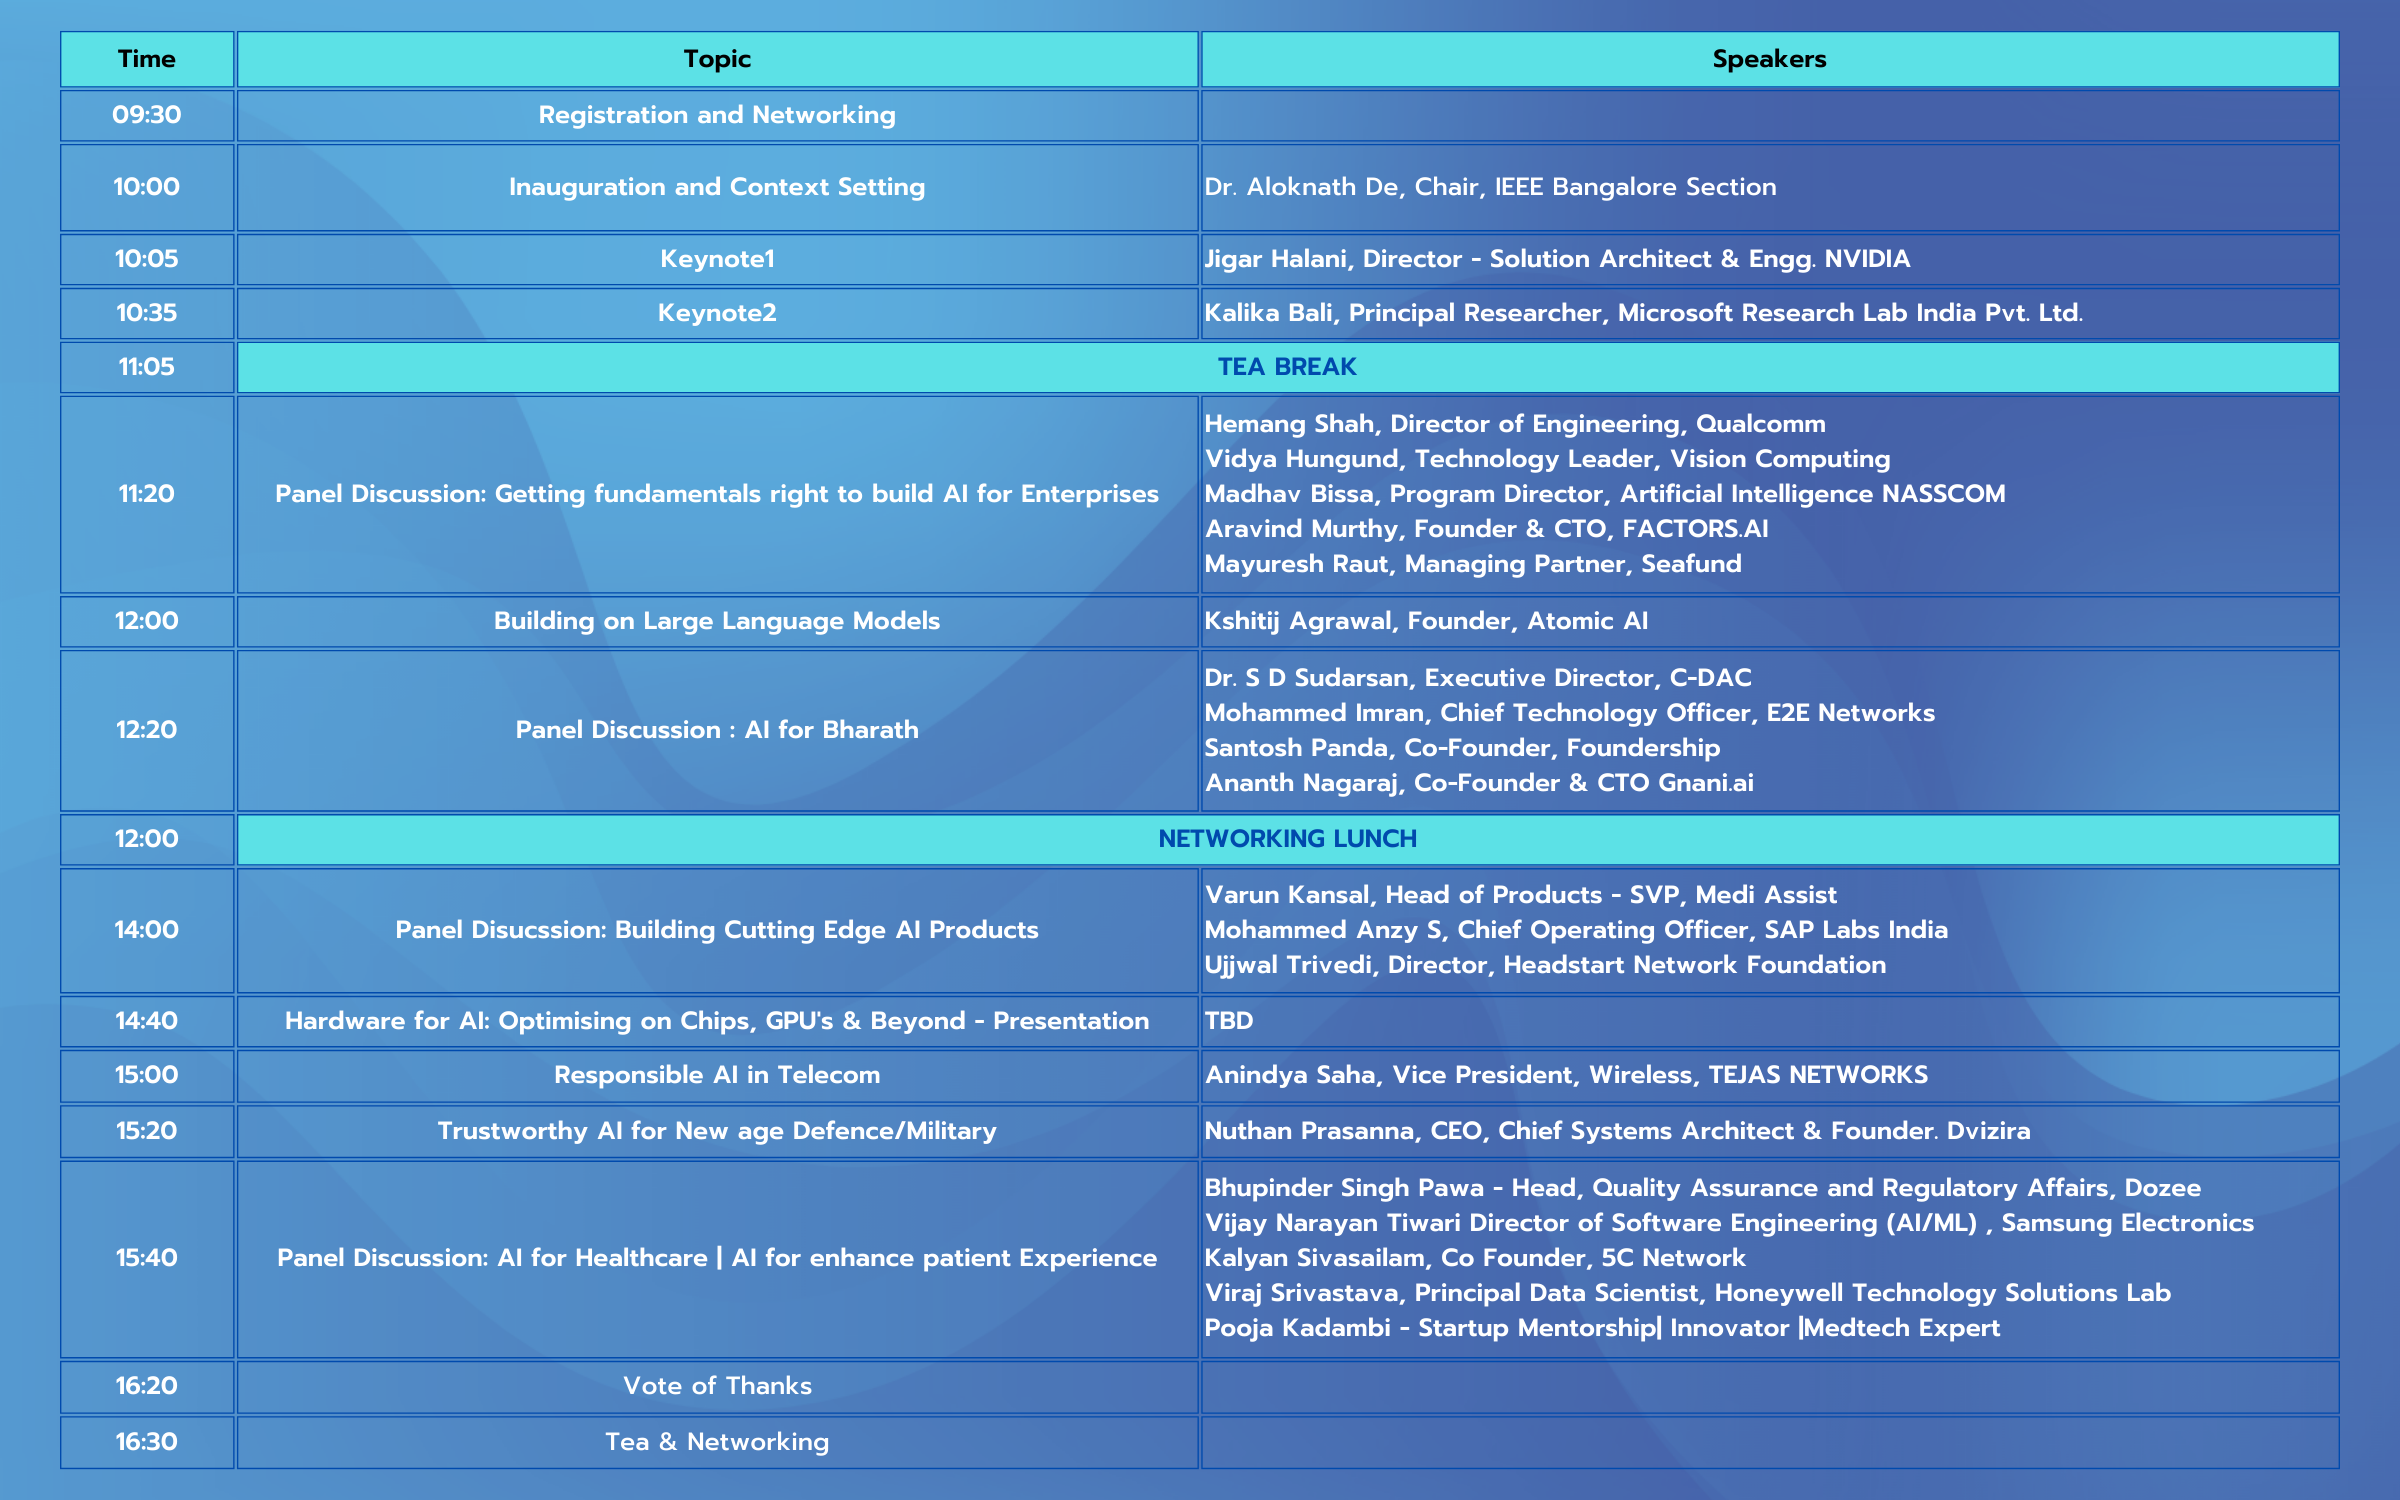 Time Topic Speakers
09:30 Registration and Networking
10:00 Inauguration and Context Setting Dr. Aloknath De, Chair, IEEE Bangalore Section
10:05 Keynote1 Jigar Halani, Director - Solution Architect & Engg. NVIDIA
10:35 Keynote2 Kalika Bali, Principal Researcher, Microsoft Research Lab India Pvt. Ltd.
11:05 TEA BREAK
11:20 Panel Discussion: Getting fundamentals right to build AI for Enterprises
Hemang Shah, Director of Engineering, Qualcomm
Vidya Hungund, Technology Leader, Vision Computing
Madhav Bissa, Program Director, Artificial Intelligence NASSCOM
Aravind Murthy, Founder & CTO, FACTORS.AI
Mayuresh Raut, Managing Partner, Seafund
12:00 Building on Large Language Models Kshitij Agrawal, Founder, Atomic AI
12:20 Panel Discussion : AI for Bharath
Dr. S D Sudarsan, Executive Director, C-DAC
Mohammed Imran, Chief Technology Officer, E2E Networks
Santosh Panda, Co-Founder, Foundership
Ananth Nagaraj, Co-Founder & CTO Gnani.ai
12:00 NETWORKING LUNCH
14:00 Panel Disucssion: Building Cutting Edge AI Products
Varun Kansal, Head of Products - SVP, Medi Assist
Mohammed Anzy S, Chief Operating Officer, SAP Labs India
Ujjwal Trivedi, Director, Headstart Network Foundation
14:40 Hardware for AI: Optimising on Chips, GPU's & Beyond - Presentation TBD
15:00 Responsible AI in Telecom Anindya Saha, Vice President, Wireless, TEJAS NETWORKS
15:20 Trustworthy AI for New age Defence/Military Nuthan Prasanna, CEO, Chief Systems Architect & Founder. Dvizira
15:40 Panel Discussion: AI for Healthcare | AI for enhance patient Experience
Bhupinder Singh Pawa - Head, Quality Assurance and Regulatory Affairs, Dozee
Vijay Narayan Tiwari Director of Software Engineering (AI/ML) , Samsung Electronics
Kalyan Sivasailam, Co Founder, 5C Network
Viraj Srivastava, Principal Data Scientist, Honeywell Technology Solutions Lab
Pooja Kadambi - Startup Mentorship| Innovator |Medtech Expert
16:20 Vote of Thanks
16:30 Tea & Networking